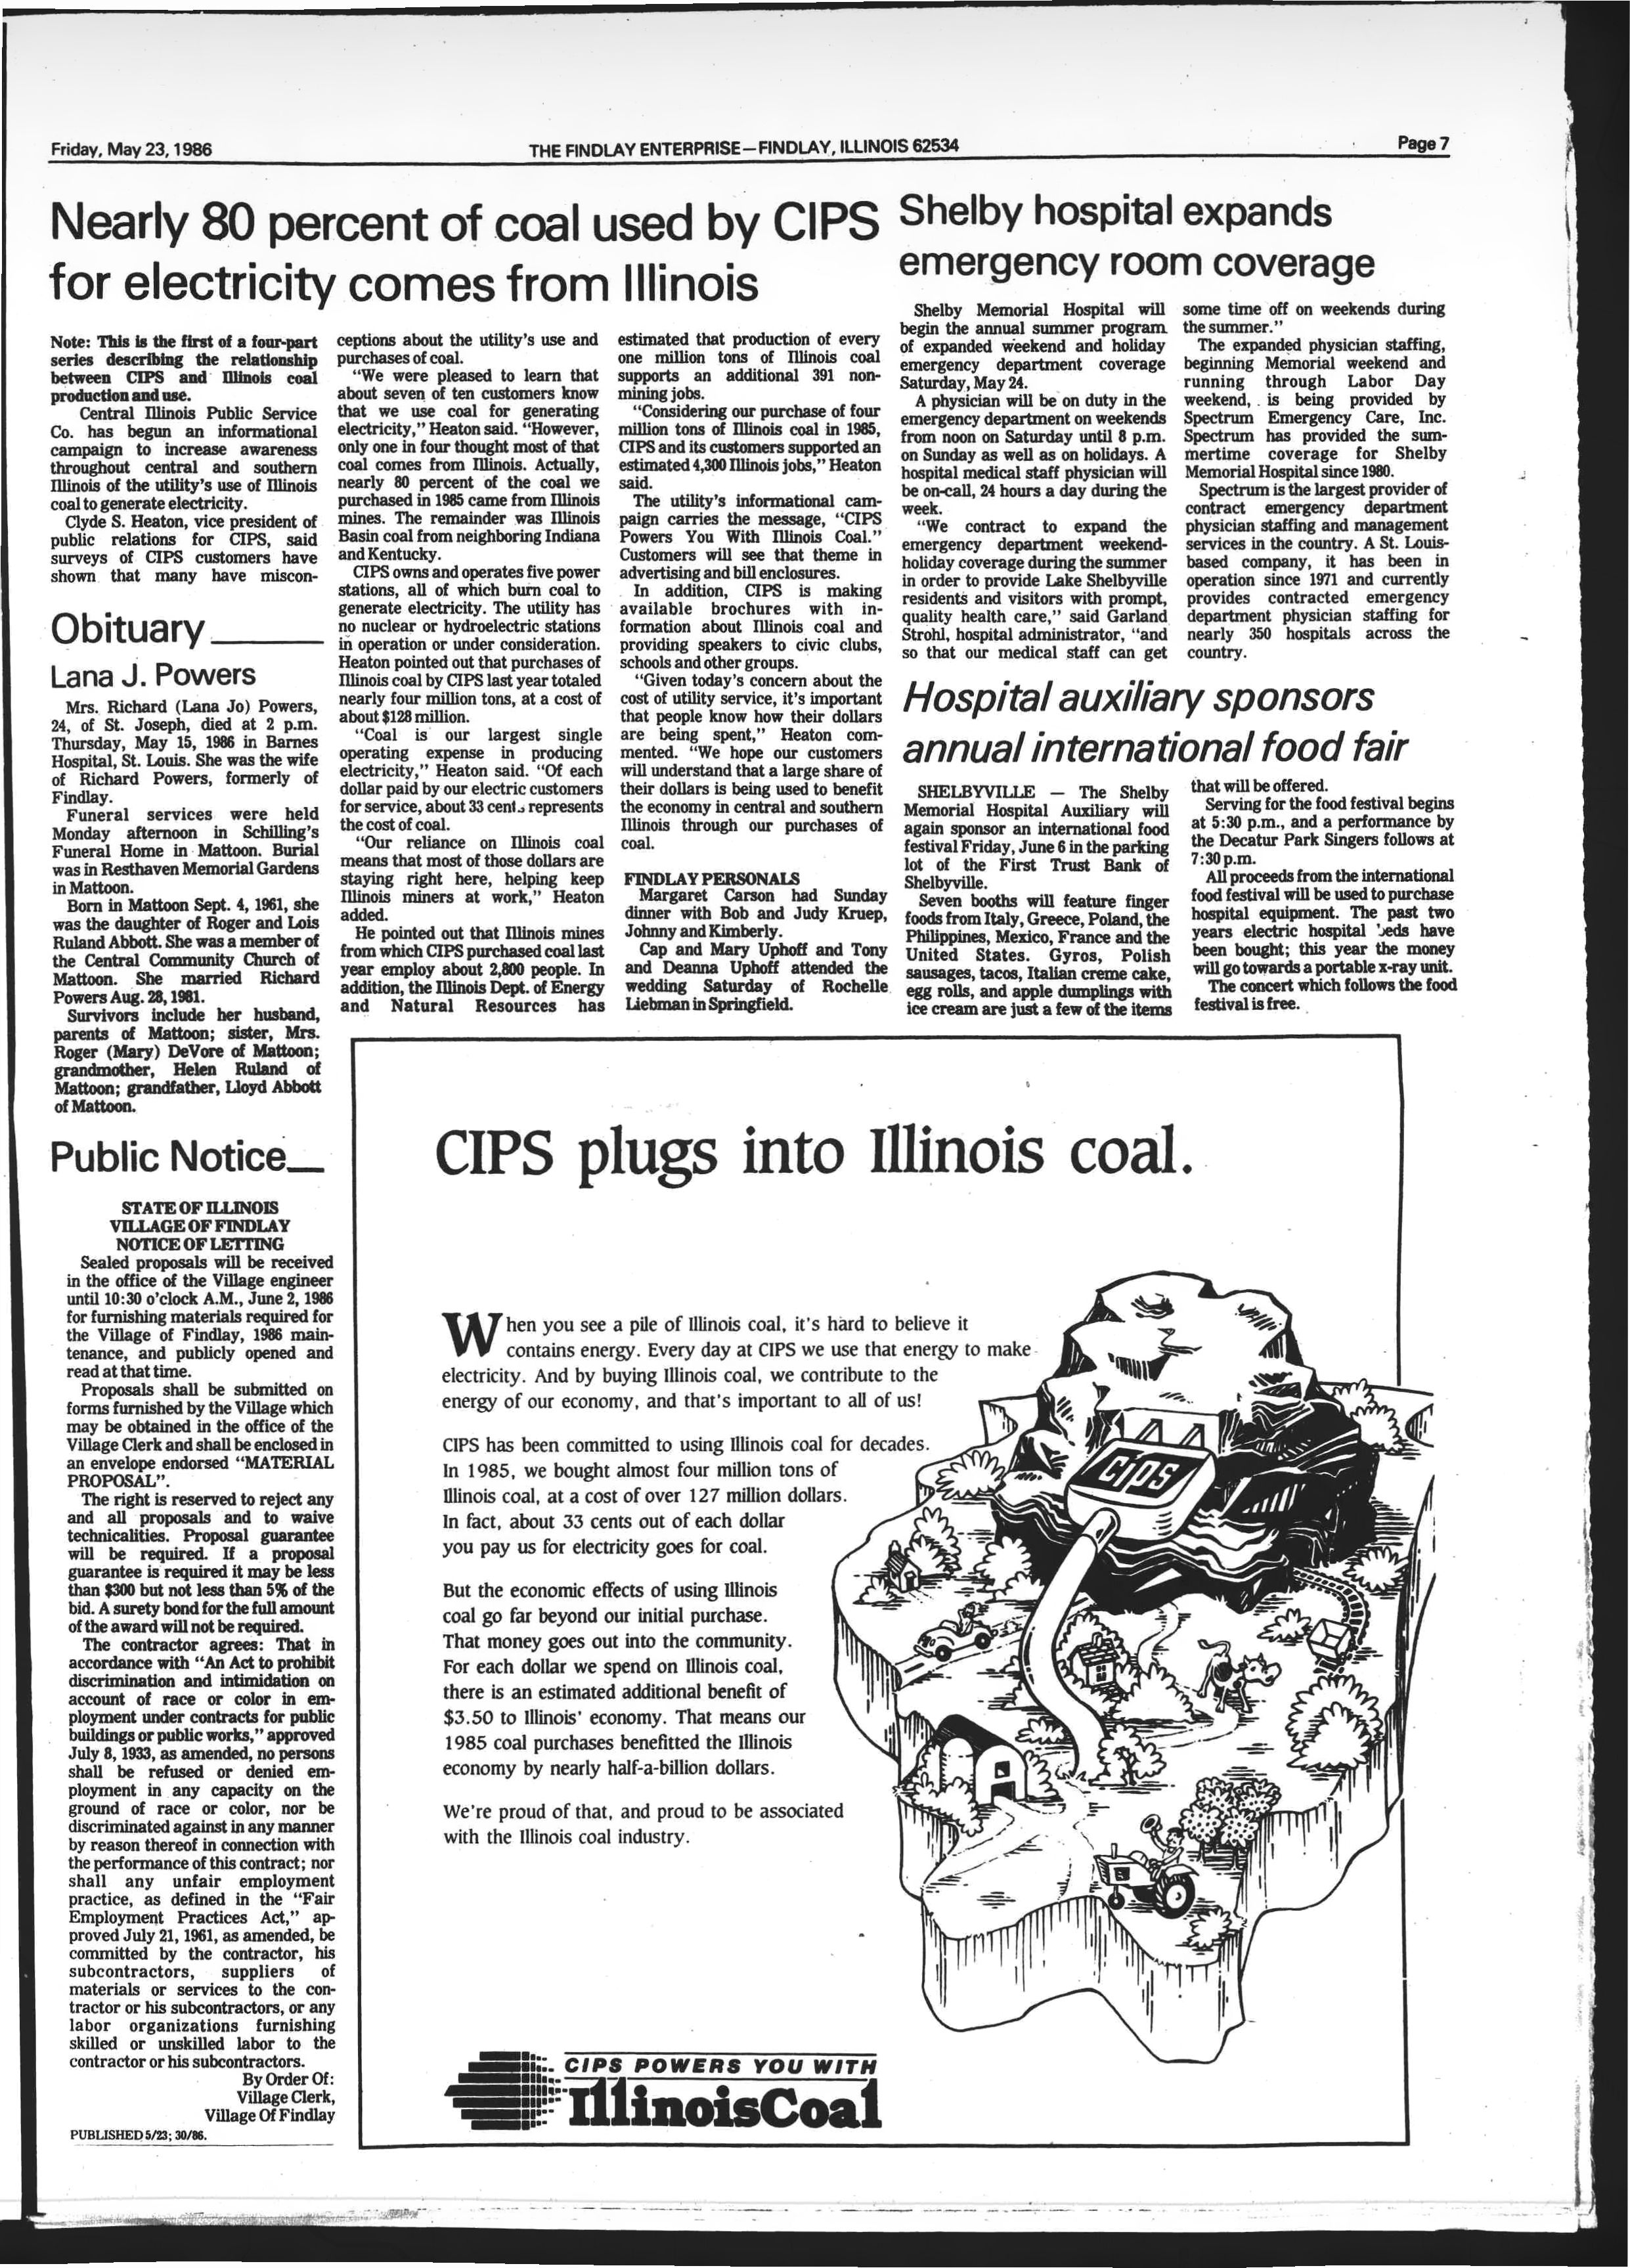 Friday, May 23, 1986
THE FINDLAY ENTERPRISE—FINDLAY, ILLINOIS 62534
Page 7
Nearly 80 percent of coal used by CIPS
for electricity comes from Illinois
Note: This is the first of a four-part
series describing the relationship
between CIPS and Illinois coal
production and use.
Central Illinois Public Service
Co. has begun an informational
campaign to increase awareness
throughout central and southern
Illinois of the utility's use of Illinois
coal to generate electricity.
Clyde S. Heaton, vice president of
public relations for CIPS, said
surveys of CIPS customers have
shown that many have miscon-
ceptions about the utility's use and
purchases of coal.
"We were pleased to learn that
about seven of ten customers know
that we use coal for generating
electricity," Heaton said. "However,
only one in four thought most of that
coal comes from Illinois. Actually,
nearly 80 percent of the coal we
purchased in 1985 came from Illinois
mines. The remainder was Illinois
Basin coal from neighboring Indiana
and Kentucky.
CIPS owns and operates five power
stations, all of which burn coal to
generate electricity. The utility has
no nuclear or hydroelectric stations
in operation or under consideration.
Heaton pointed out that purchases of
Illinois coal by CIPS last year totaled
nearly four million tons, at a cost of
about $128 million.
"Coal is our largest single
operating expense in producing
electricity," Heaton said. "Of each
dollar paid by our electric customers
for service, about 33 cents represents
the cost of coal.
"Our reliance on Illinois coal
means that most of those dollars are
staying right here, helping keep
Illinois miners at work," Heaton
added.
He pointed out that Illinois mines
from which CIPS purchased coal last
year employ about 2,800 people. In
addition, the Illinois Dept. of Energy
and Natural Resources has
estimated that production of every
one million tons of Illinois coal
supports an additional 391 non-
mining jobs.
"Considering our purchase of four
million tons of Illinois coal in 1985,
CIPS and its customers supported an
estimated 4,300 Illinois jobs," Heaton
said.
The utility's informational cam-
paign carries the message, "CIPS
Powers You With Illinois Coal."
Customers will see that theme in
advertising and bill enclosures.
In addition, CIPS is making
available brochures with in-
formation about Illinois coal and
providing speakers to civic clubs,
schools and other groups.
"Given today's concern about the
cost of utility service, it's important
that people know how their dollars
are being spent," Heaton com-
mented. "We hope our customers
will understand that a large share of
their dollars is being used to benefit
the economy in central and southern
Illinois through our purchases of
coal.
FINDLAY PERSONALS
Margaret Carson had Sunday
dinner with Bob and Judy Kruep,
Johnny and Kimberly.
Cap and Mary Uphoff and Tony
and Deanna Uphoff attended the
wedding Saturday of Rochelle
Liebman in Springfield.
Obituary
Lana J. Powers
Mrs. Richard (Lana Jo) Powers,
24, of St. Joseph, died at 2 p.m.
Thursday, May 15, 1986 in Barnes
Hospital, St. Louis. She was the wife
of Richard Powers, formerly of
Findlay.
Funeral services were held
Monday afternoon in Schilling's
Funeral Home in Mattoon. Burial
was in Resthaven Memorial Gardens
in Mattoon.
Born in Mattoon Sept. 4, 1961, she
was the daughter of Roger and Lois
Ruland Abbott. She was a member of
the Central Community Church of
Mattoon. She married Richard
Powers Aug. 28, 1981.
Survivors include her husband,
parents of Mattoon; sister, Mrs.
Roger (Mary) DeVore of Mattoon;
grandmother, Helen Ruland of
Mattoon; grandfather, Lloyd Abbott
of Mattoon.
Public Notice
STATE OF ILLINOIS
VILLAGE OF FINDLAY
NOTICE OF LETTING
Sealed proposals will be received
in the office of the Village engineer
until 10:30 o'clock A.M., June 2, 1986
for furnishing materials required for
the Village of Findlay, 1986 main-
tenance, and publicly opened and
read at that time.
Proposals shall be submitted on
forms furnished by the Village which
may be obtained in the office of the
Village Clerk and shall be enclosed in
an envelope endorsed "MATERIAL
PROPOSAL".
The right is reserved to reject any
and all proposals and to waive
technicalities. Proposal guarantee
will be required. If a proposal
guarantee is required it may be less
than $300 but not less than 5% of the
bid. A surety bond for the full amount
of the award will not be required.
The contractor agrees: That in
accordance with "An Act to prohibit
discrimination and intimidation on
account of race or color in em-
ployment under contracts for public
buildings or public works," approved
July 8, 1933, as amended, no persons
shall be refused or denied em-
ployment in any capacity on the
ground of race or color, nor be
discriminated against in any manner
by reason thereof in connection with
the performance of this contract; nor
shall any unfair employment
practice, as defined in the "Fair
Employment Practices Act," ap-
proved July 21, 1961, as amended, be
committed by the contractor, his
subcontractors, suppliers of
materials or services to the con-
tractor or his subcontractors, or any
labor organizations furnishing
skilled or unskilled labor to the
contractor or his subcontractors.
By Order Of:
Village Clerk,
Village Of Findlay
PUBLISHED 5/23; 30/86.
Shelby hospital expands
emergency room coverage
Shelby Memorial Hospital will
begin the annual summer program
of expanded weekend and holiday
emergency department coverage
Saturday, May 24.
A physician will be on duty in the
emergency department on weekends
from noon on Saturday until 8 p.m.
on Sunday as well as on holidays. A
hospital medical staff physician will
be on-call, 24 hours a day during the
week.
"We contract to expand the
emergency department weekend-
holiday coverage during the summer
in order to provide Lake Shelbyville
residents and visitors with prompt,
quality health care," said Garland
Strohl, hospital administrator, "and
so that our medical staff can get
some time off on weekends during
the summer."
The expanded physician staffing,
beginning Memorial weekend and
running through Labor Day
weekend, is being provided by
Spectrum Emergency Care, Inc.
Spectrum has provided the sum-
mertime coverage for Shelby
Memorial Hospital since 1980.
Spectrum is the largest provider of
contract emergency department
physician staffing and management
services in the country. A St. Louis-
based company, it has been in
operation since 1971 and currently
provides contracted emergency
department physician staffing for
nearly 350 hospitals across the
country.
Hospital auxiliary sponsors
annual international food fair
SHELBYVILLE — The Shelby
Memorial Hospital Auxiliary will
again sponsor an international food
festival Friday, June 6 in the parking
lot of the First Trust Bank of
Shelbyville.
Seven booths will feature finger
foods from Italy, Greece, Poland, the
Philippines, Mexico, France and the
United States. Gyros, Polish
sausages, tacos, Italian creme cake,
egg rolls, and apple dumplings with
ice cream are just a few of the items
that will be offered.
Serving for the food festival begins
at 5:30 p.m., and a performance by
the Decatur Park Singers follows at
7:30 p.m.
All proceeds from the international
food festival will be used to purchase
hospital equipment. The past two
years electric hospital beds have
been bought; this year the money
will go towards a portable x-ray unit.
The concert which follows the food
festival is free.
CIPS plugs into Illinois coal.
When you see a pile of Illinois coal, it's hard to believe it
contains energy. Every day at CIPS we use that energy to make
electricity. And by buying Illinois coal, we contribute to the
energy of our economy, and that's important to all of us!
CIPS has been committed to using Illinois coal for decades.
In 1985, we bought almost four million tons of
Illinois coal, at a cost of over 127 million dollars.
In fact, about 33 cents out of each dollar
you pay us for electricity goes for coal.
But the economic effects of using Illinois
coal go far beyond our initial purchase.
That money goes out into the community.
For each dollar we spend on Illinois coal,
there is an estimated additional benefit of
$3.50 to Illinois' economy. That means our
1985 coal purchases benefitted the Illinois
economy by nearly half-a-billion dollars.
We're proud of that, and proud to be associated
with the Illinois coal industry.
CIPS
CIPS POWERS YOU WITH
IllinoisCoal